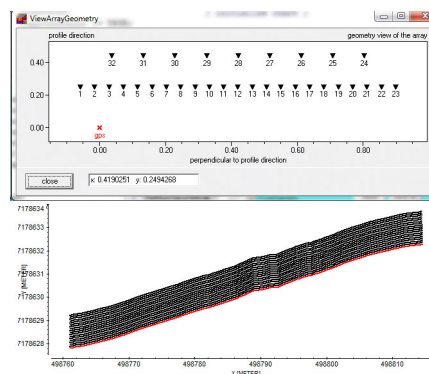 ViewArrayGeometry
profile direction
geometry view of the array
0.40
32 31 30 29 28 27 26 25 24
0.20
1 2 3 4 5 6 7 8 9 10 11 12 13 14 15 16 17 18 19 20 21 22 23
0.00
gps
0.00 0.20 0.40 0.60 0.80
perpendicular to profile direction
close
x: 0.4190251 y: 0.2494268
7178634
7178633
7178632
7178631
7178630
7178629
7178628
Y [METER]
498760 498770 498780 498790 498800 498810
X [METER]